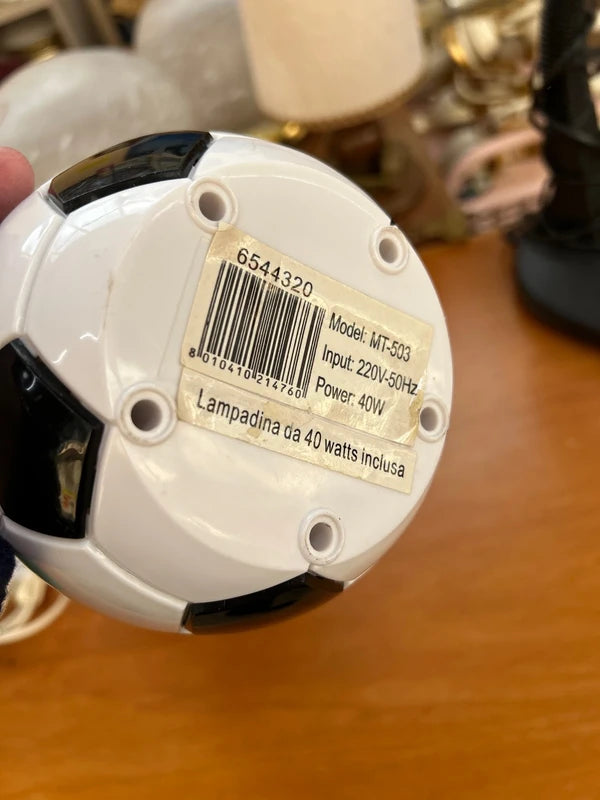 6544320
8 010410 214760
Model: MT-503
Input: 220V-50Hz
Power: 40W
Lampadina da 40 watts inclusa